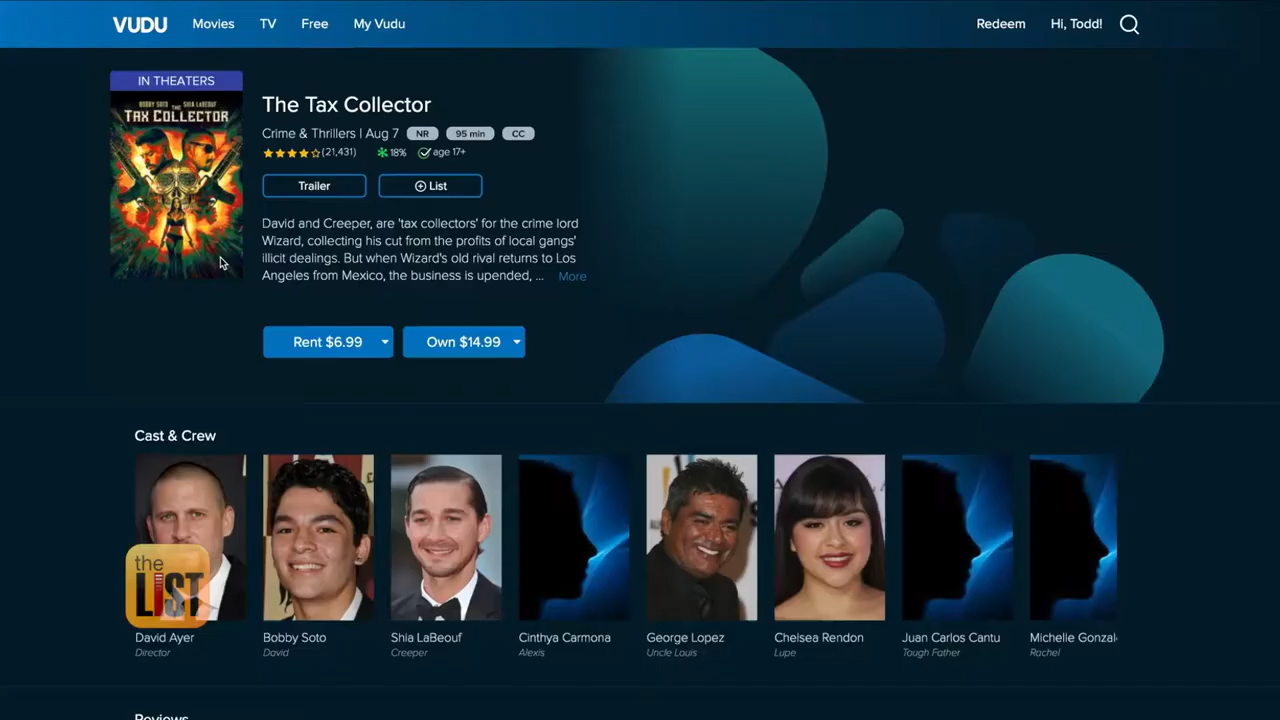 VUDU Movies TV Free My Vudu Redeem Hi, Todd!
IN THEATERS
BOBBY SOTO SHIA LABEOUF
THE
TAX COLLECTOR
The Tax Collector
Crime & Thrillers | Aug 7 NR 95 min CC
(21,431) 18% age 17+
Trailer List
David and Creeper, are 'tax collectors' for the crime lord
Wizard, collecting his cut from the profits of local gangs'
illicit dealings. But when Wizard's old rival returns to Los
Angeles from Mexico, the business is upended, ... More
Rent $6.99 Own $14.99
Cast & Crew
the
LIST
David Ayer Bobby Soto Shia LaBeouf Cinthya Carmona George Lopez Chelsea Rendon Juan Carlos Cantu Michelle Gonzal
Director David Creeper Alexis Uncle Louis Lupe Tough Father Rachel
Reviews